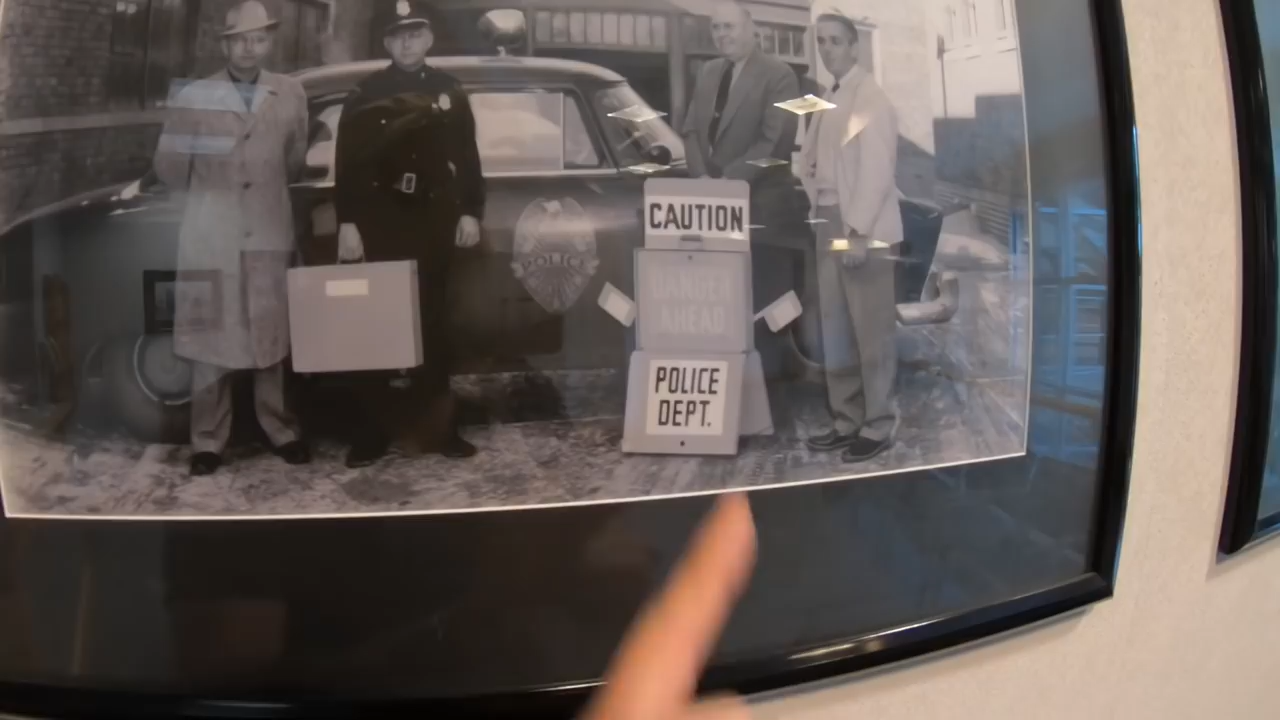 POLICE
CAUTION
DANGER
AHEAD
POLICE
DEPT.